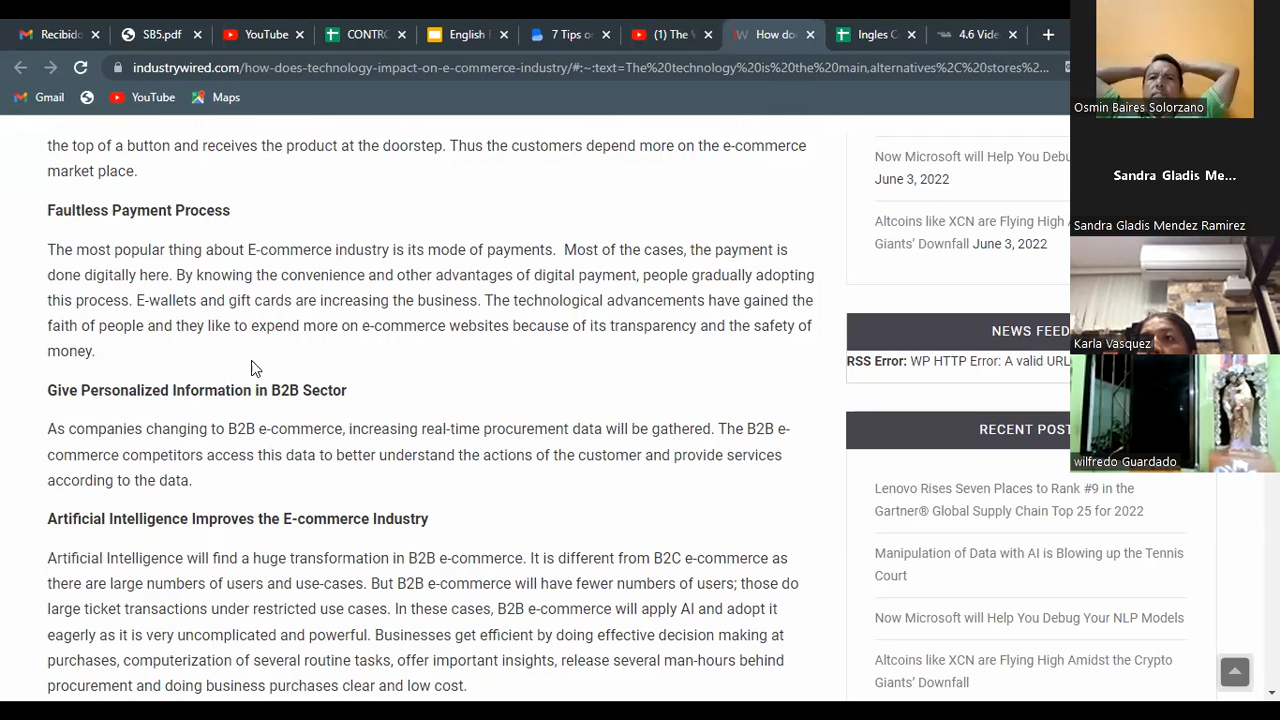 Recibido
SB5.pdf
YouTube
CONTRO
English F
7 Tips or
(1) The V
How do
Ingles C
4.6 Vide
industrywired.com/how-does-technology-impact-on-e-commerce-industry/#:~:text=The%20technology%20is%20the%20main,alternatives%2C%20stores%2...
Gmail
YouTube
Maps
the top of a button and receives the product at the doorstep. Thus the customers depend more on the e-commerce
market place.
Faultless Payment Process
The most popular thing about E-commerce industry is its mode of payments. Most of the cases, the payment is
done digitally here. By knowing the convenience and other advantages of digital payment, people gradually adopting
this process. E-wallets and gift cards are increasing the business. The technological advancements have gained the
faith of people and they like to expend more on e-commerce websites because of its transparency and the safety of
money.
Give Personalized Information in B2B Sector
As companies changing to B2B e-commerce, increasing real-time procurement data will be gathered. The B2B e-
commerce competitors access this data to better understand the actions of the customer and provide services
according to the data.
Artificial Intelligence Improves the E-commerce Industry
Artificial Intelligence will find a huge transformation in B2B e-commerce. It is different from B2C e-commerce as
there are large numbers of users and use-cases. But B2B e-commerce will have fewer numbers of users; those do
large ticket transactions under restricted use cases. In these cases, B2B e-commerce will apply AI and adopt it
eagerly as it is very uncomplicated and powerful. Businesses get efficient by doing effective decision making at
purchases, computerization of several routine tasks, offer important insights, release several man-hours behind
procurement and doing business purchases clear and low cost.
Now Microsoft will Help You Debu
June 3, 2022
Altcoins like XCN are Flying High
Giants' Downfall June 3, 2022
NEWS FEED
RSS Error: WP HTTP Error: A valid URL
RECENT POST
Lenovo Rises Seven Places to Rank #9 in the
Gartner® Global Supply Chain Top 25 for 2022
Manipulation of Data with AI is Blowing up the Tennis
Court
Now Microsoft will Help You Debug Your NLP Models
Altcoins like XCN are Flying High Amidst the Crypto
Giants' Downfall
Osmin Baires Solorzano
Sandra Gladis Me...
Sandra Gladis Mendez Ramirez
Karla Vasquez
wilfredo Guardado